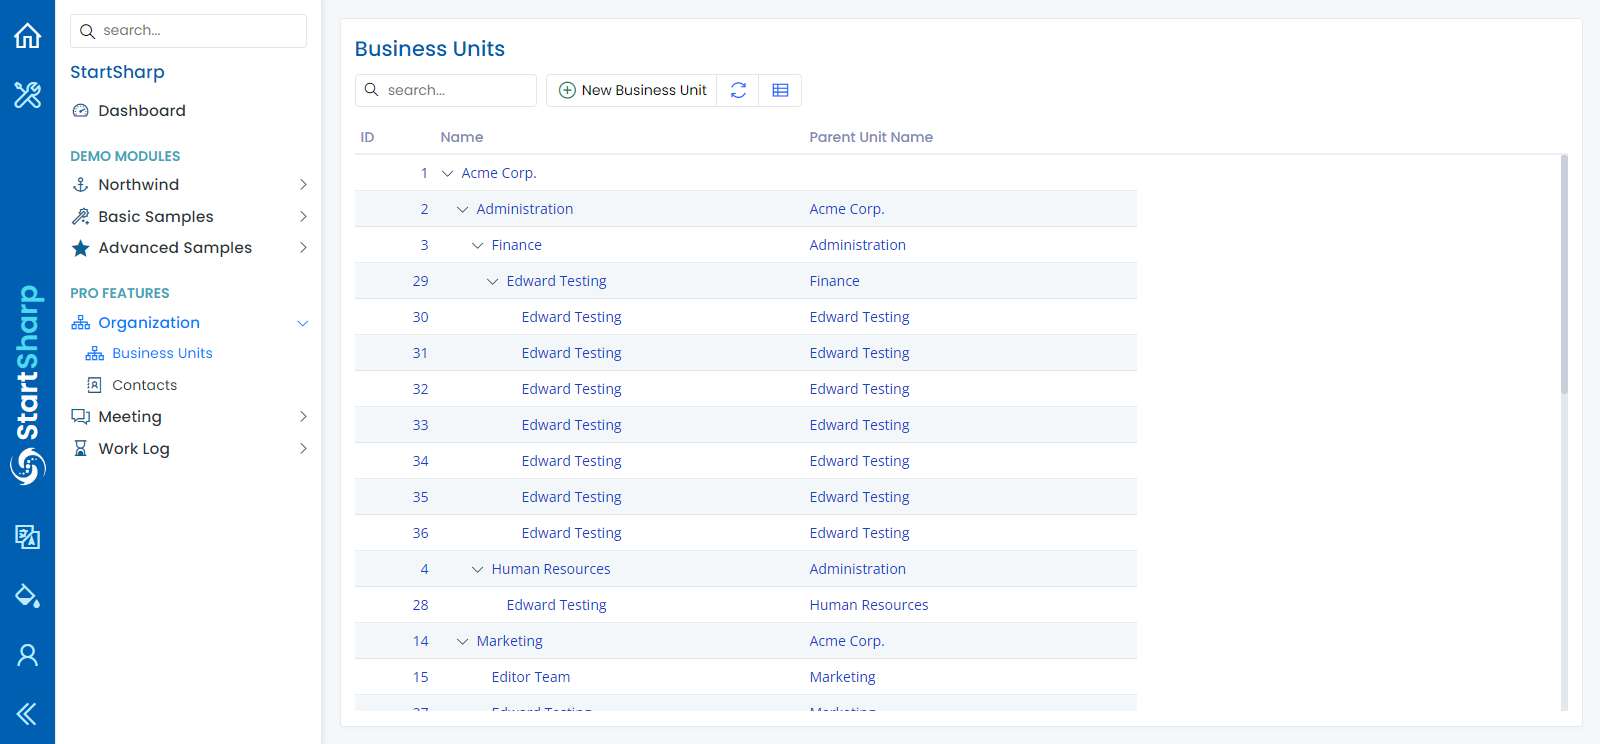 search...
StartSharp
Dashboard
DEMO MODULES
Northwind
Basic Samples
Advanced Samples
PRO FEATURES
Organization
Business Units
Contacts
Meeting
Work Log
StartSharp
Business Units
search...
New Business Unit
ID Name Parent Unit Name
1 Acme Corp.
2 Administration Acme Corp.
3 Finance Administration
29 Edward Testing Finance
30 Edward Testing Edward Testing
31 Edward Testing Edward Testing
32 Edward Testing Edward Testing
33 Edward Testing Edward Testing
34 Edward Testing Edward Testing
35 Edward Testing Edward Testing
36 Edward Testing Edward Testing
4 Human Resources Administration
28 Edward Testing Human Resources
14 Marketing Acme Corp.
15 Editor Team Marketing
Edward Testing Marketing